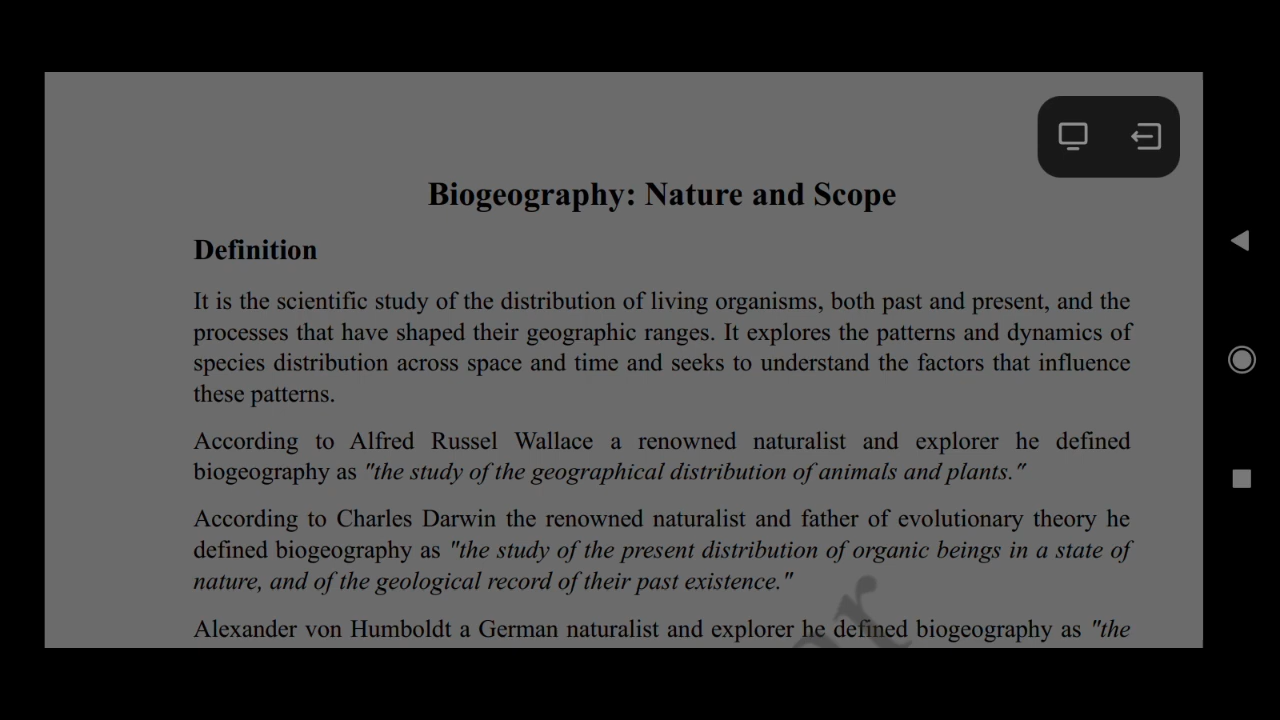 Biogeography: Nature and Scope
Definition
It is the scientific study of the distribution of living organisms, both past and present, and the
processes that have shaped their geographic ranges. It explores the patterns and dynamics of
species distribution across space and time and seeks to understand the factors that influence
these patterns.
According to Alfred Russel Wallace a renowned naturalist and explorer he defined
biogeography as "the study of the geographical distribution of animals and plants."
According to Charles Darwin the renowned naturalist and father of evolutionary theory he
defined biogeography as "the study of the present distribution of organic beings in a state of
nature, and of the geological record of their past existence."
Alexander von Humboldt a German naturalist and explorer he defined biogeography as "the